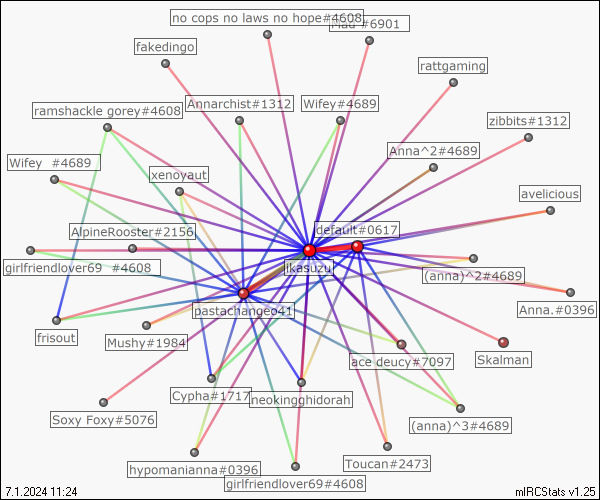 no cops no laws no hope#4608
#6901
fakedingo
rattgaming
Annarchist#1312
Wifey#4689
ramshackle gorey#4608
zibbits#1312
Anna^2#4689
Wifey #4689
xenoyaut
avelicious
AlpineRooster#2156
default#0617
girlfriendlover69 #4608
ikasuzu
(anna)^2#4689
pastachangeo41
Anna.#0396
frisout
Mushy#1984
ace deucy#7097
Skalman
Cypha#1717
neokingghidorah
Soxy Foxy#5076
(anna)^3#4689
hypomanianna#0396
Toucan#2473
girlfriendlover69#4608
7.1.2024 11:24
mIRCStats v1.25